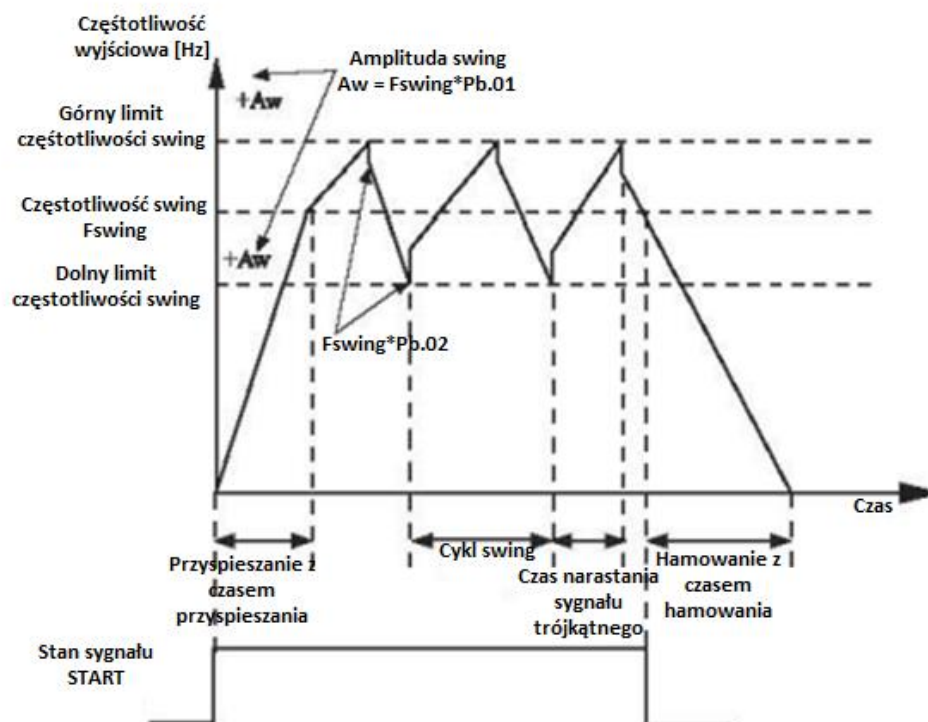 Częśtotliwość
wyjściowa [Hz]
Amplituda swing
Aw = Fswing*Pb.01
+Aw
Górny limit
częśtotliwości swing
Częstotliwość swing
Fswing
+Aw
Dolny limit
częstotliwości swing
Fswing*Pb.02
Czas
Przyspieszanie z
czasem
przyspieszania
Cykl swing
Czas narastania
sygnału
trójkątnego
Hamowanie z
czasem
hamowania
Stan sygnału
START